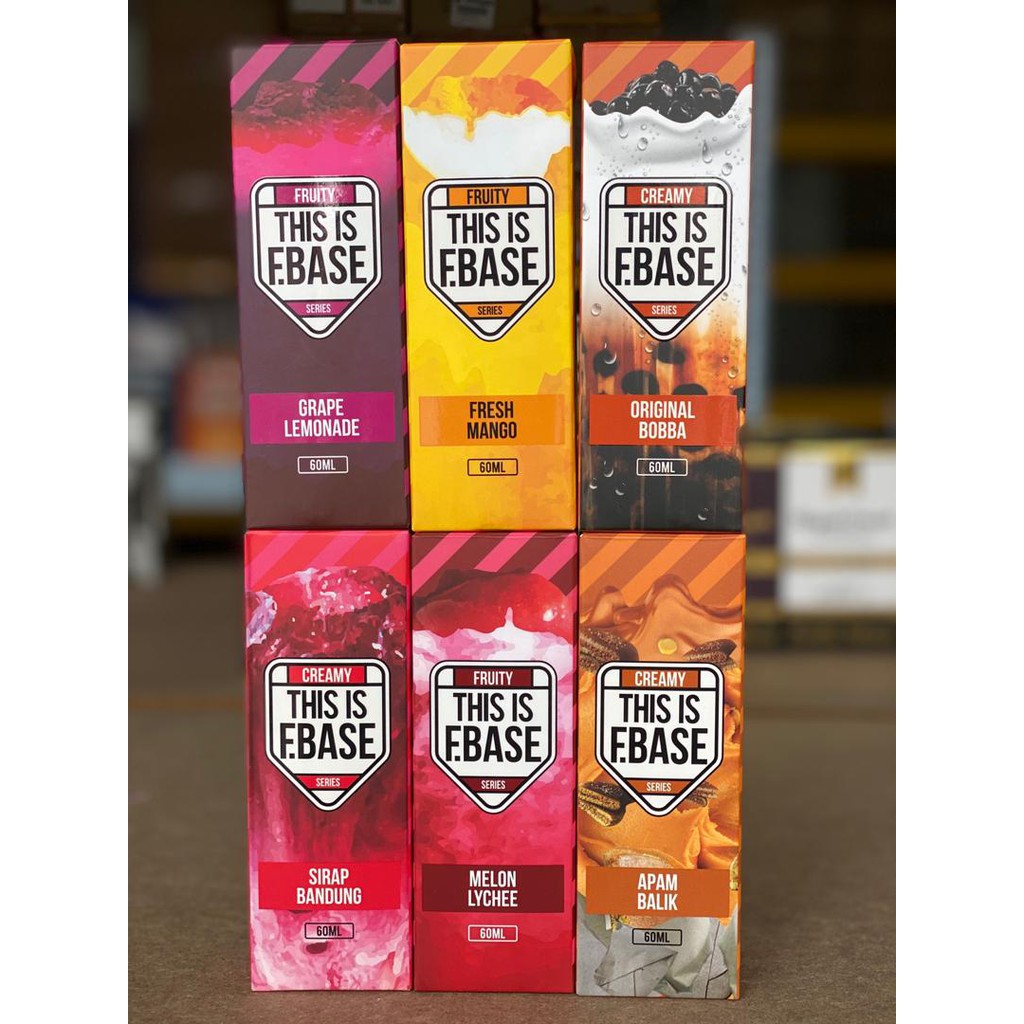 FRUITY
THIS IS
F.BASE
SERIES
GRAPE
LEMONADE
60ML
FRUITY
THIS IS
F.BASE
SERIES
FRESH
MANGO
60ML
CREAMY
THIS IS
F.BASE
SERIES
ORIGINAL
BOBBA
60ML
CREAMY
THIS IS
F.BASE
SERIES
SIRAP
BANDUNG
60ML
FRUITY
THIS IS
F.BASE
SERIES
MELON
LYCHEE
60ML
CREAMY
THIS IS
F.BASE
SERIES
APAM
BALIK
60ML